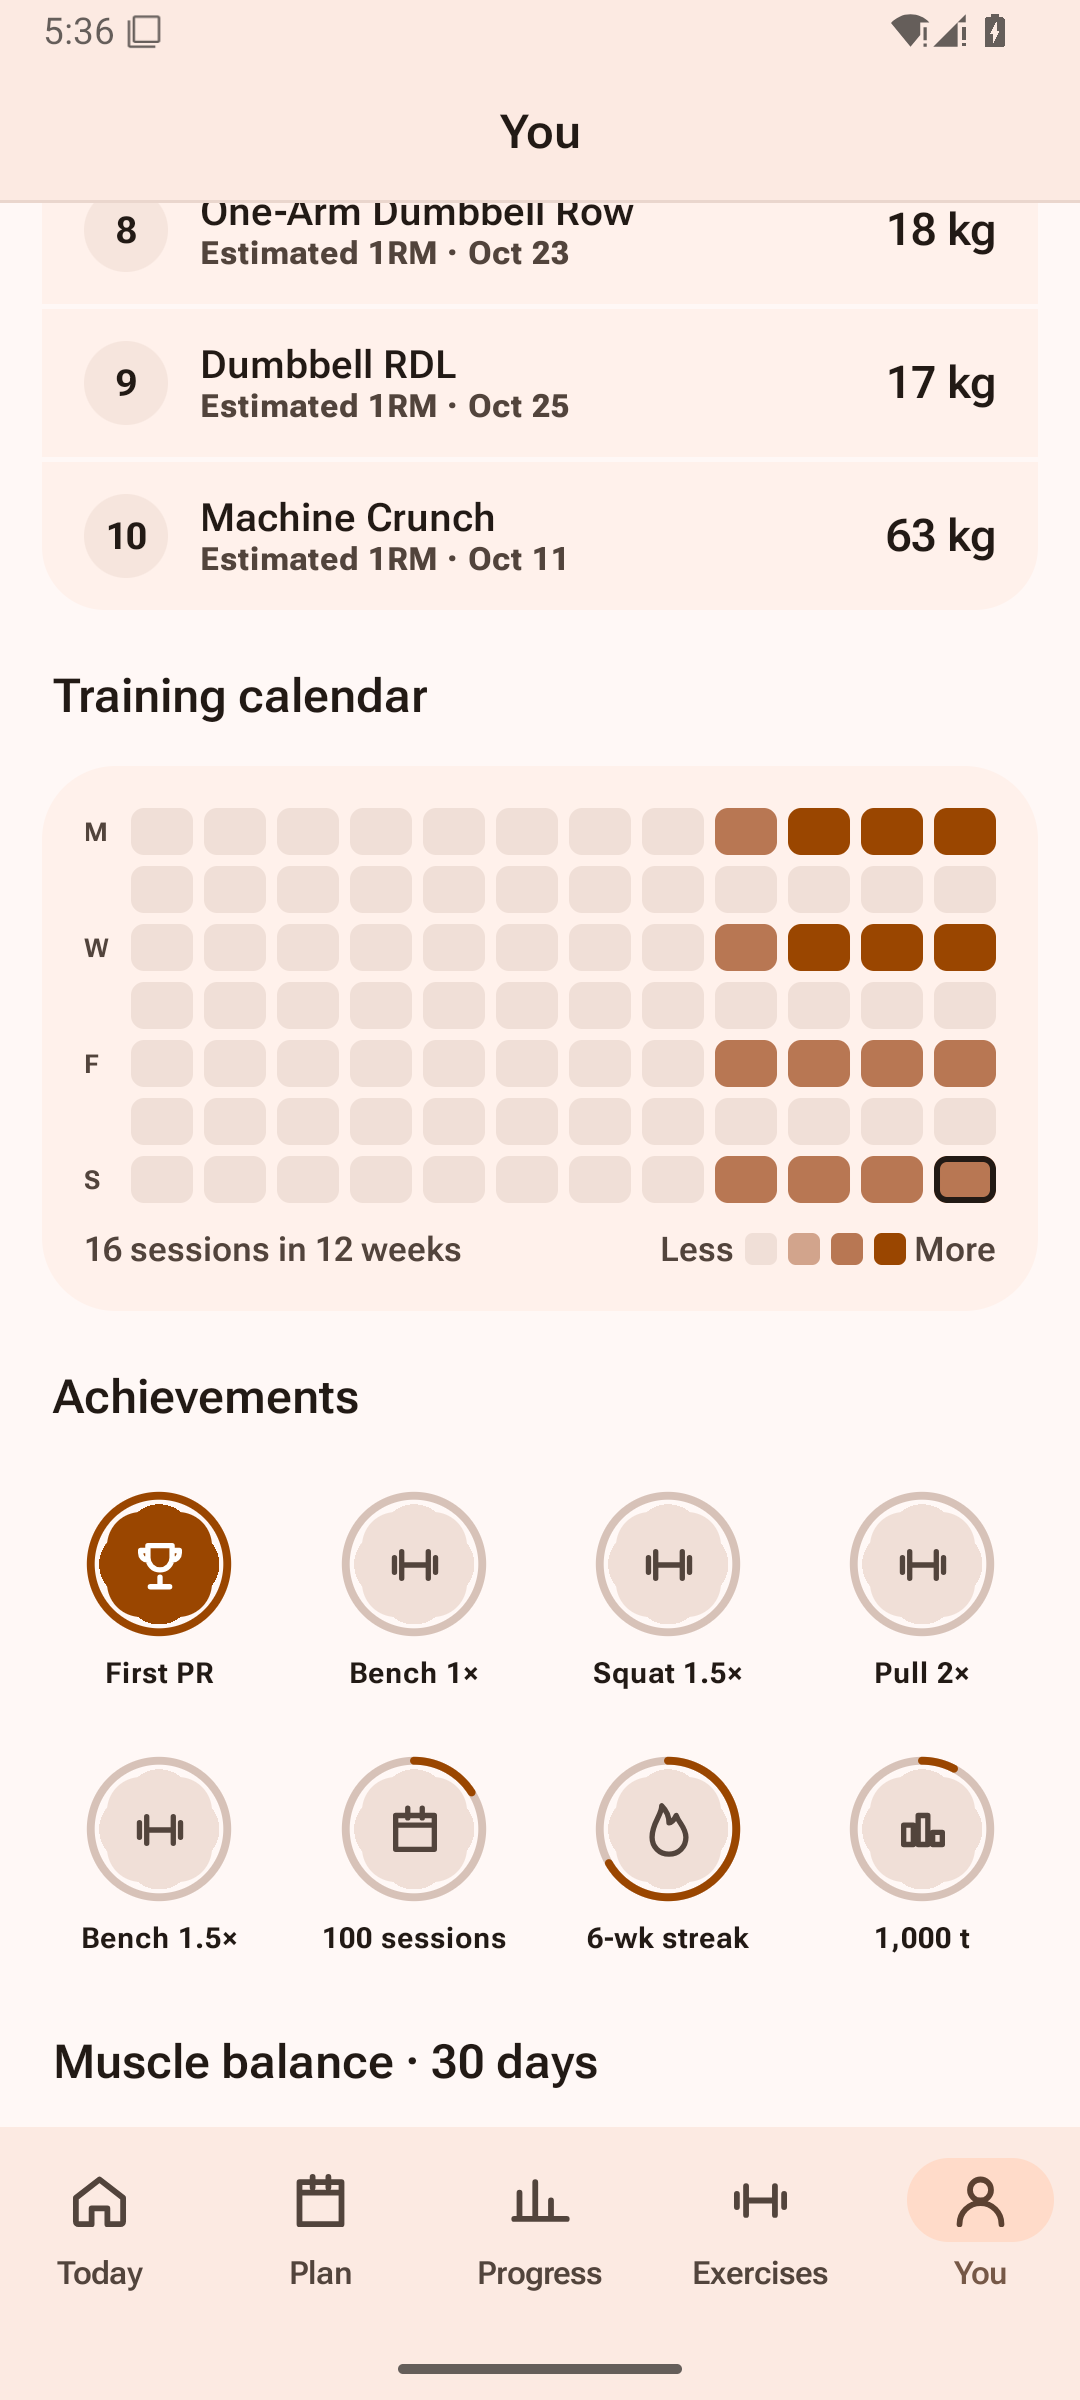 5:36
You
8
One-Arm Dumbbell Row
Estimated 1RM · Oct 23
18 kg
9
Dumbbell RDL
Estimated 1RM · Oct 25
17 kg
10
Machine Crunch
Estimated 1RM · Oct 11
63 kg
Training calendar
M
W
F
S
16 sessions in 12 weeks
Less
More
Achievements
First PR
Bench 1×
Squat 1.5×
Pull 2×
Bench 1.5×
100 sessions
6-wk streak
1,000 t
Muscle balance · 30 days
Today
Plan
Progress
Exercises
You